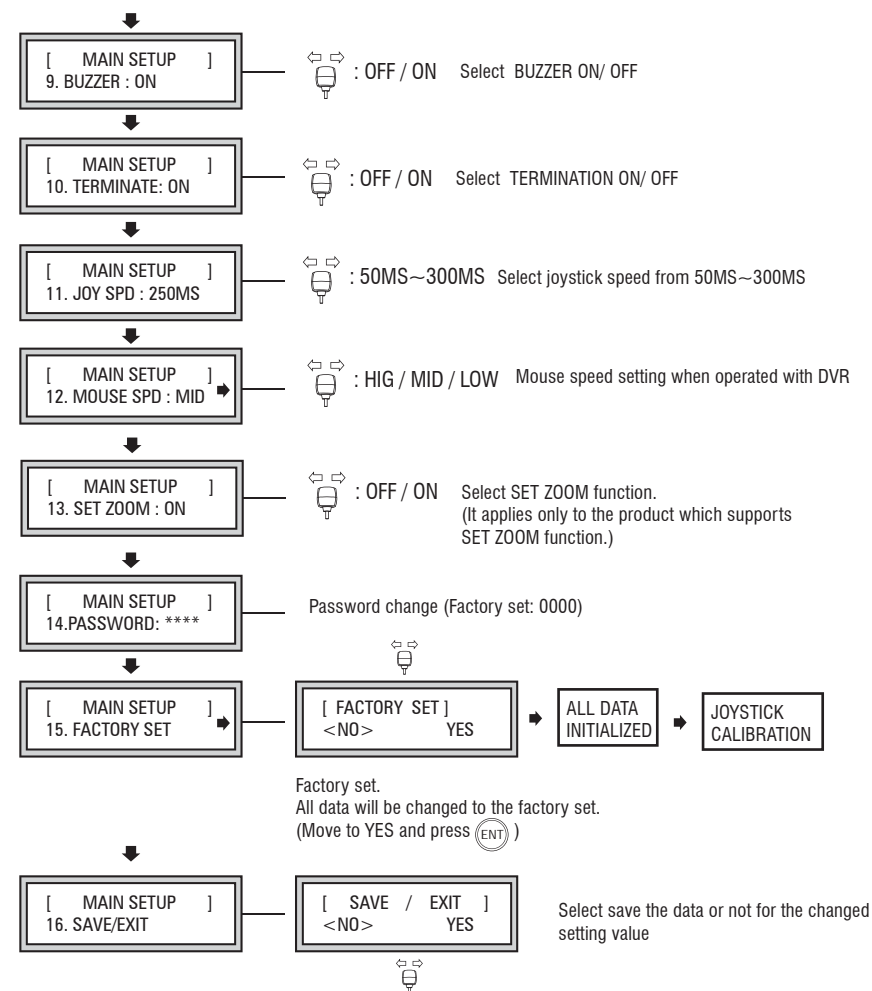 [ MAIN SETUP ]
9. BUZZER : ON
: OFF / ON Select BUZZER ON/ OFF
[ MAIN SETUP ]
10. TERMINATE: ON
: OFF / ON Select TERMINATION ON/ OFF
[ MAIN SETUP ]
11. JOY SPD : 250MS
: 50MS~300MS Select joystick speed from 50MS~300MS
[ MAIN SETUP ]
12. MOUSE SPD : MID
: HIG / MID / LOW Mouse speed setting when operated with DVR
[ MAIN SETUP ]
13. SET ZOOM : ON
: OFF / ON Select SET ZOOM function.
(It applies only to the product which supports
SET ZOOM function.)
[ MAIN SETUP ]
14.PASSWORD: ****
Password change (Factory set: 0000)
[ MAIN SETUP ]
15. FACTORY SET
[ FACTORY SET ]
<NO> YES
ALL DATA
INITIALIZED
JOYSTICK
CALIBRATION
Factory set.
All data will be changed to the factory set.
(Move to YES and press ENT )
[ MAIN SETUP ]
16. SAVE/EXIT
[ SAVE / EXIT ]
<NO> YES
Select save the data or not for the changed
setting value